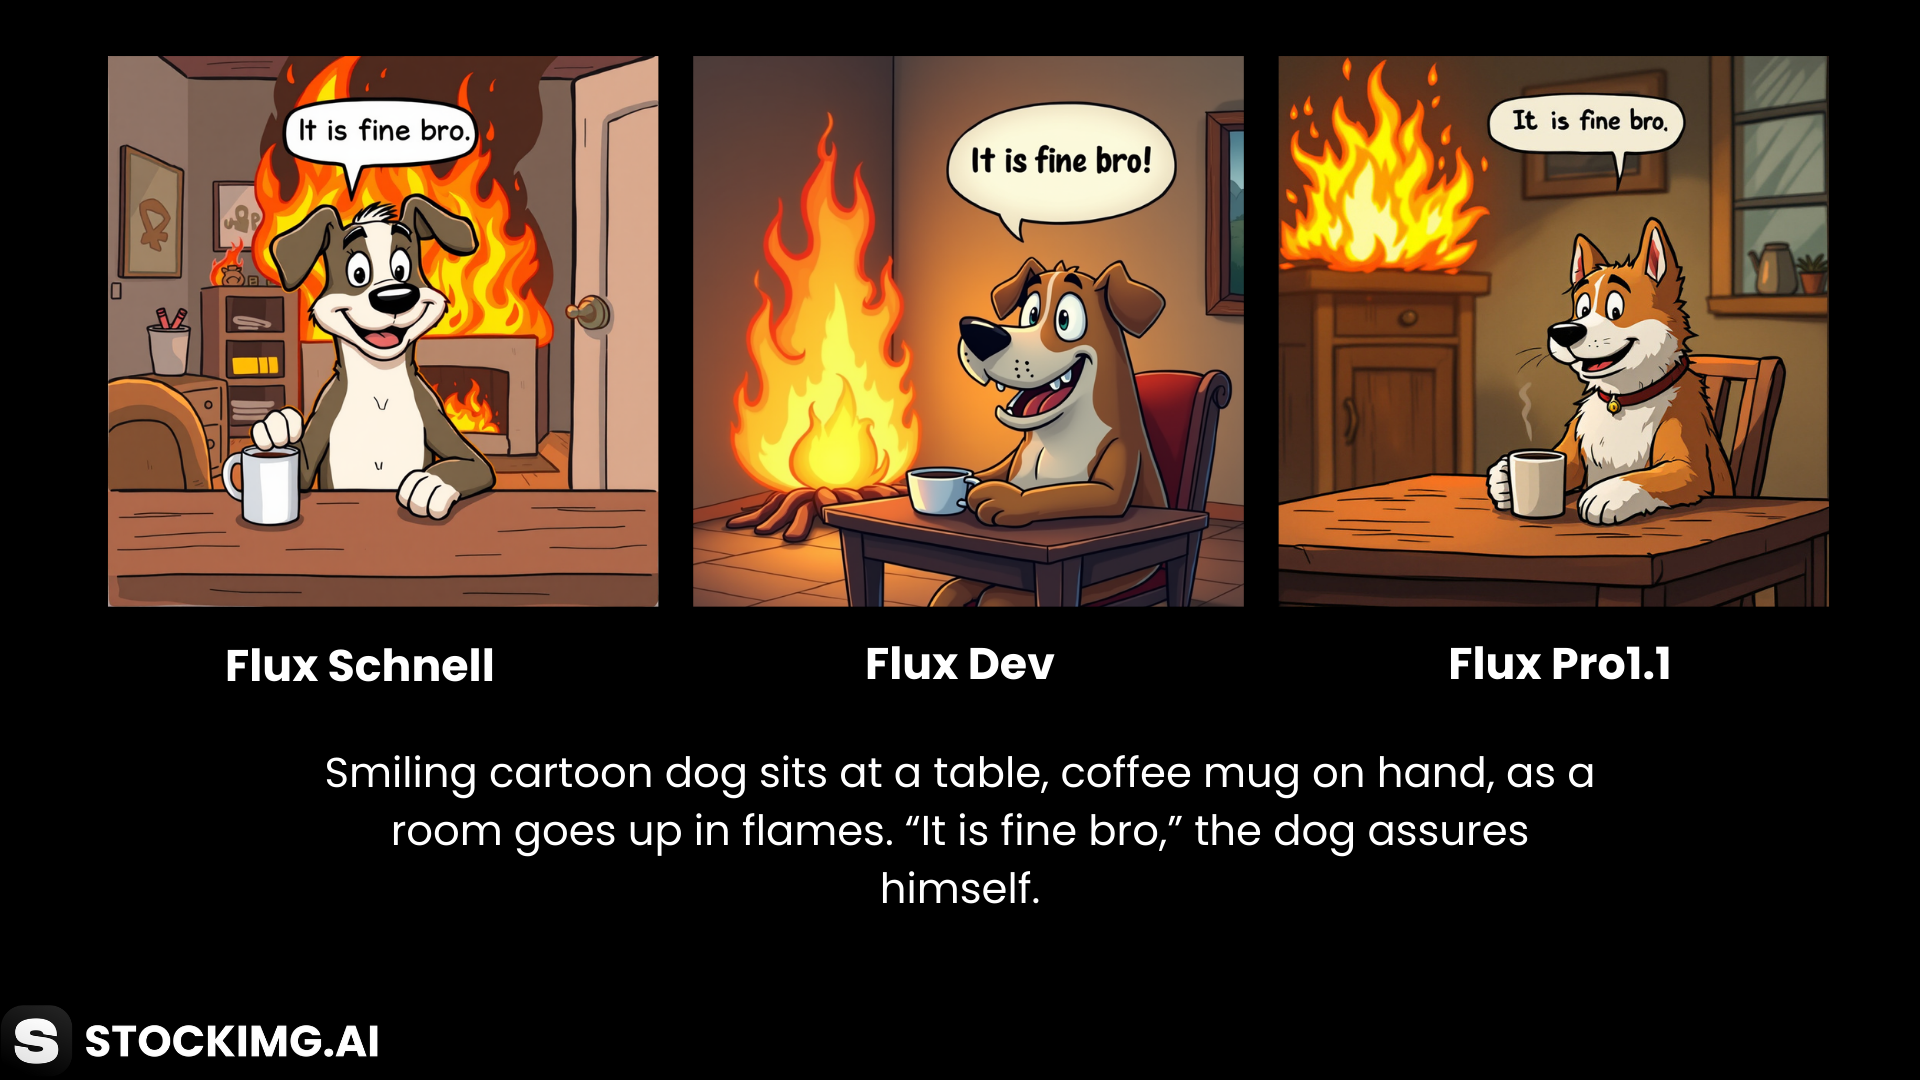 It is fine bro.
It is fine bro!
It is fine bro.
Flux Schnell
Flux Dev
Flux Pro1.1
Smiling cartoon dog sits at a table, coffee mug on hand, as a
room goes up in flames. “It is fine bro,” the dog assures
himself.
S STOCKIMG.AI